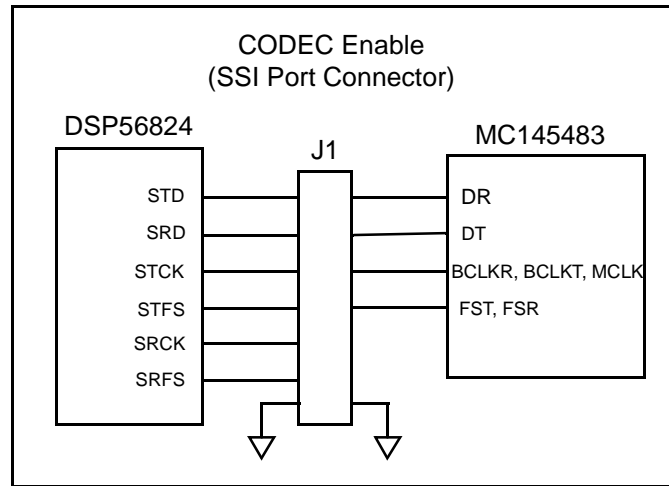 CODEC Enable
(SSI Port Connector)
DSP56824
J1
MC145483
STD
SRD
STCK
STFS
SRCK
SRFS
DR
DT
BCLKR, BCLKT, MCLK
FST, FSR